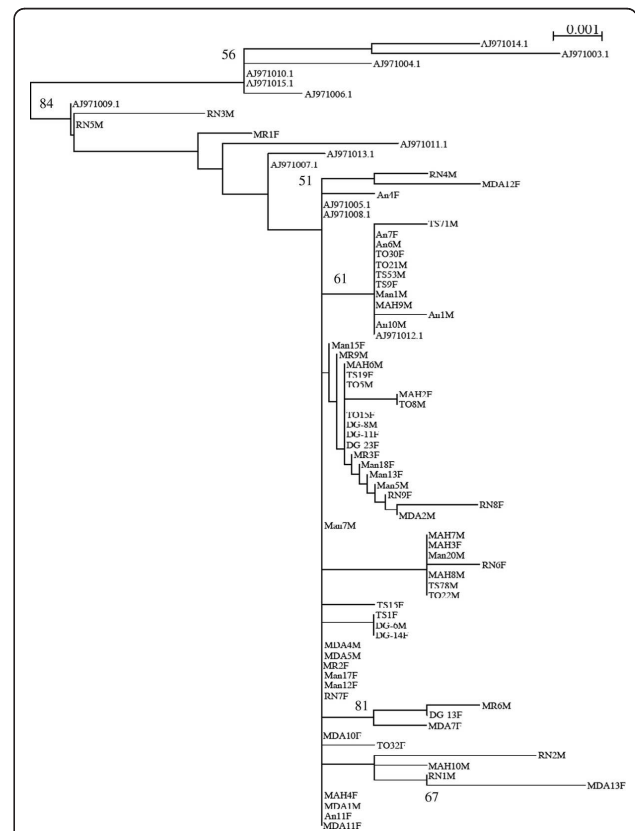 0.001
AJ971014.1
56
AJ971003.1
AJ971004.1
AJ971010.1
AJ971015.1
AJ971006.1
84
AJ971009.1
RN3M
RN5M
MR1F
AJ971011.1
AJ971013.1
AJ971007.1
51
RN4M
MDA12F
An4F
AJ971005.1
AJ971008.1
TS71M
An7F
An6M
TO30F
TO21M
TS53M
61
TS9F
Man1M
MAH9M
An1M
An10M
AJ971012.1
Man15F
MR9M
MAH6M
TS19F
TO5M
MAH2F
TO8M
TO15F
DG-8M
DG-11F
DG 23F
MR3F
Man18F
Man13F
Man5M
RN9F
RN8F
MDA2M
Man7M
MAH7M
MAH3F
Man20M
RN6F
MAH8M
TS78M
TO22M
TS15F
TS1F
DG-6M
DG-14F
MDA4M
MDA5M
MR2F
Man17F
Man12F
RN7F
81
MR6M
DG 13F
MDA7F
MDA10F
TO32F
RN2M
MAH10M
RN1M
MDA13F
67
MAH4F
MDA1M
An11F
MDA11F